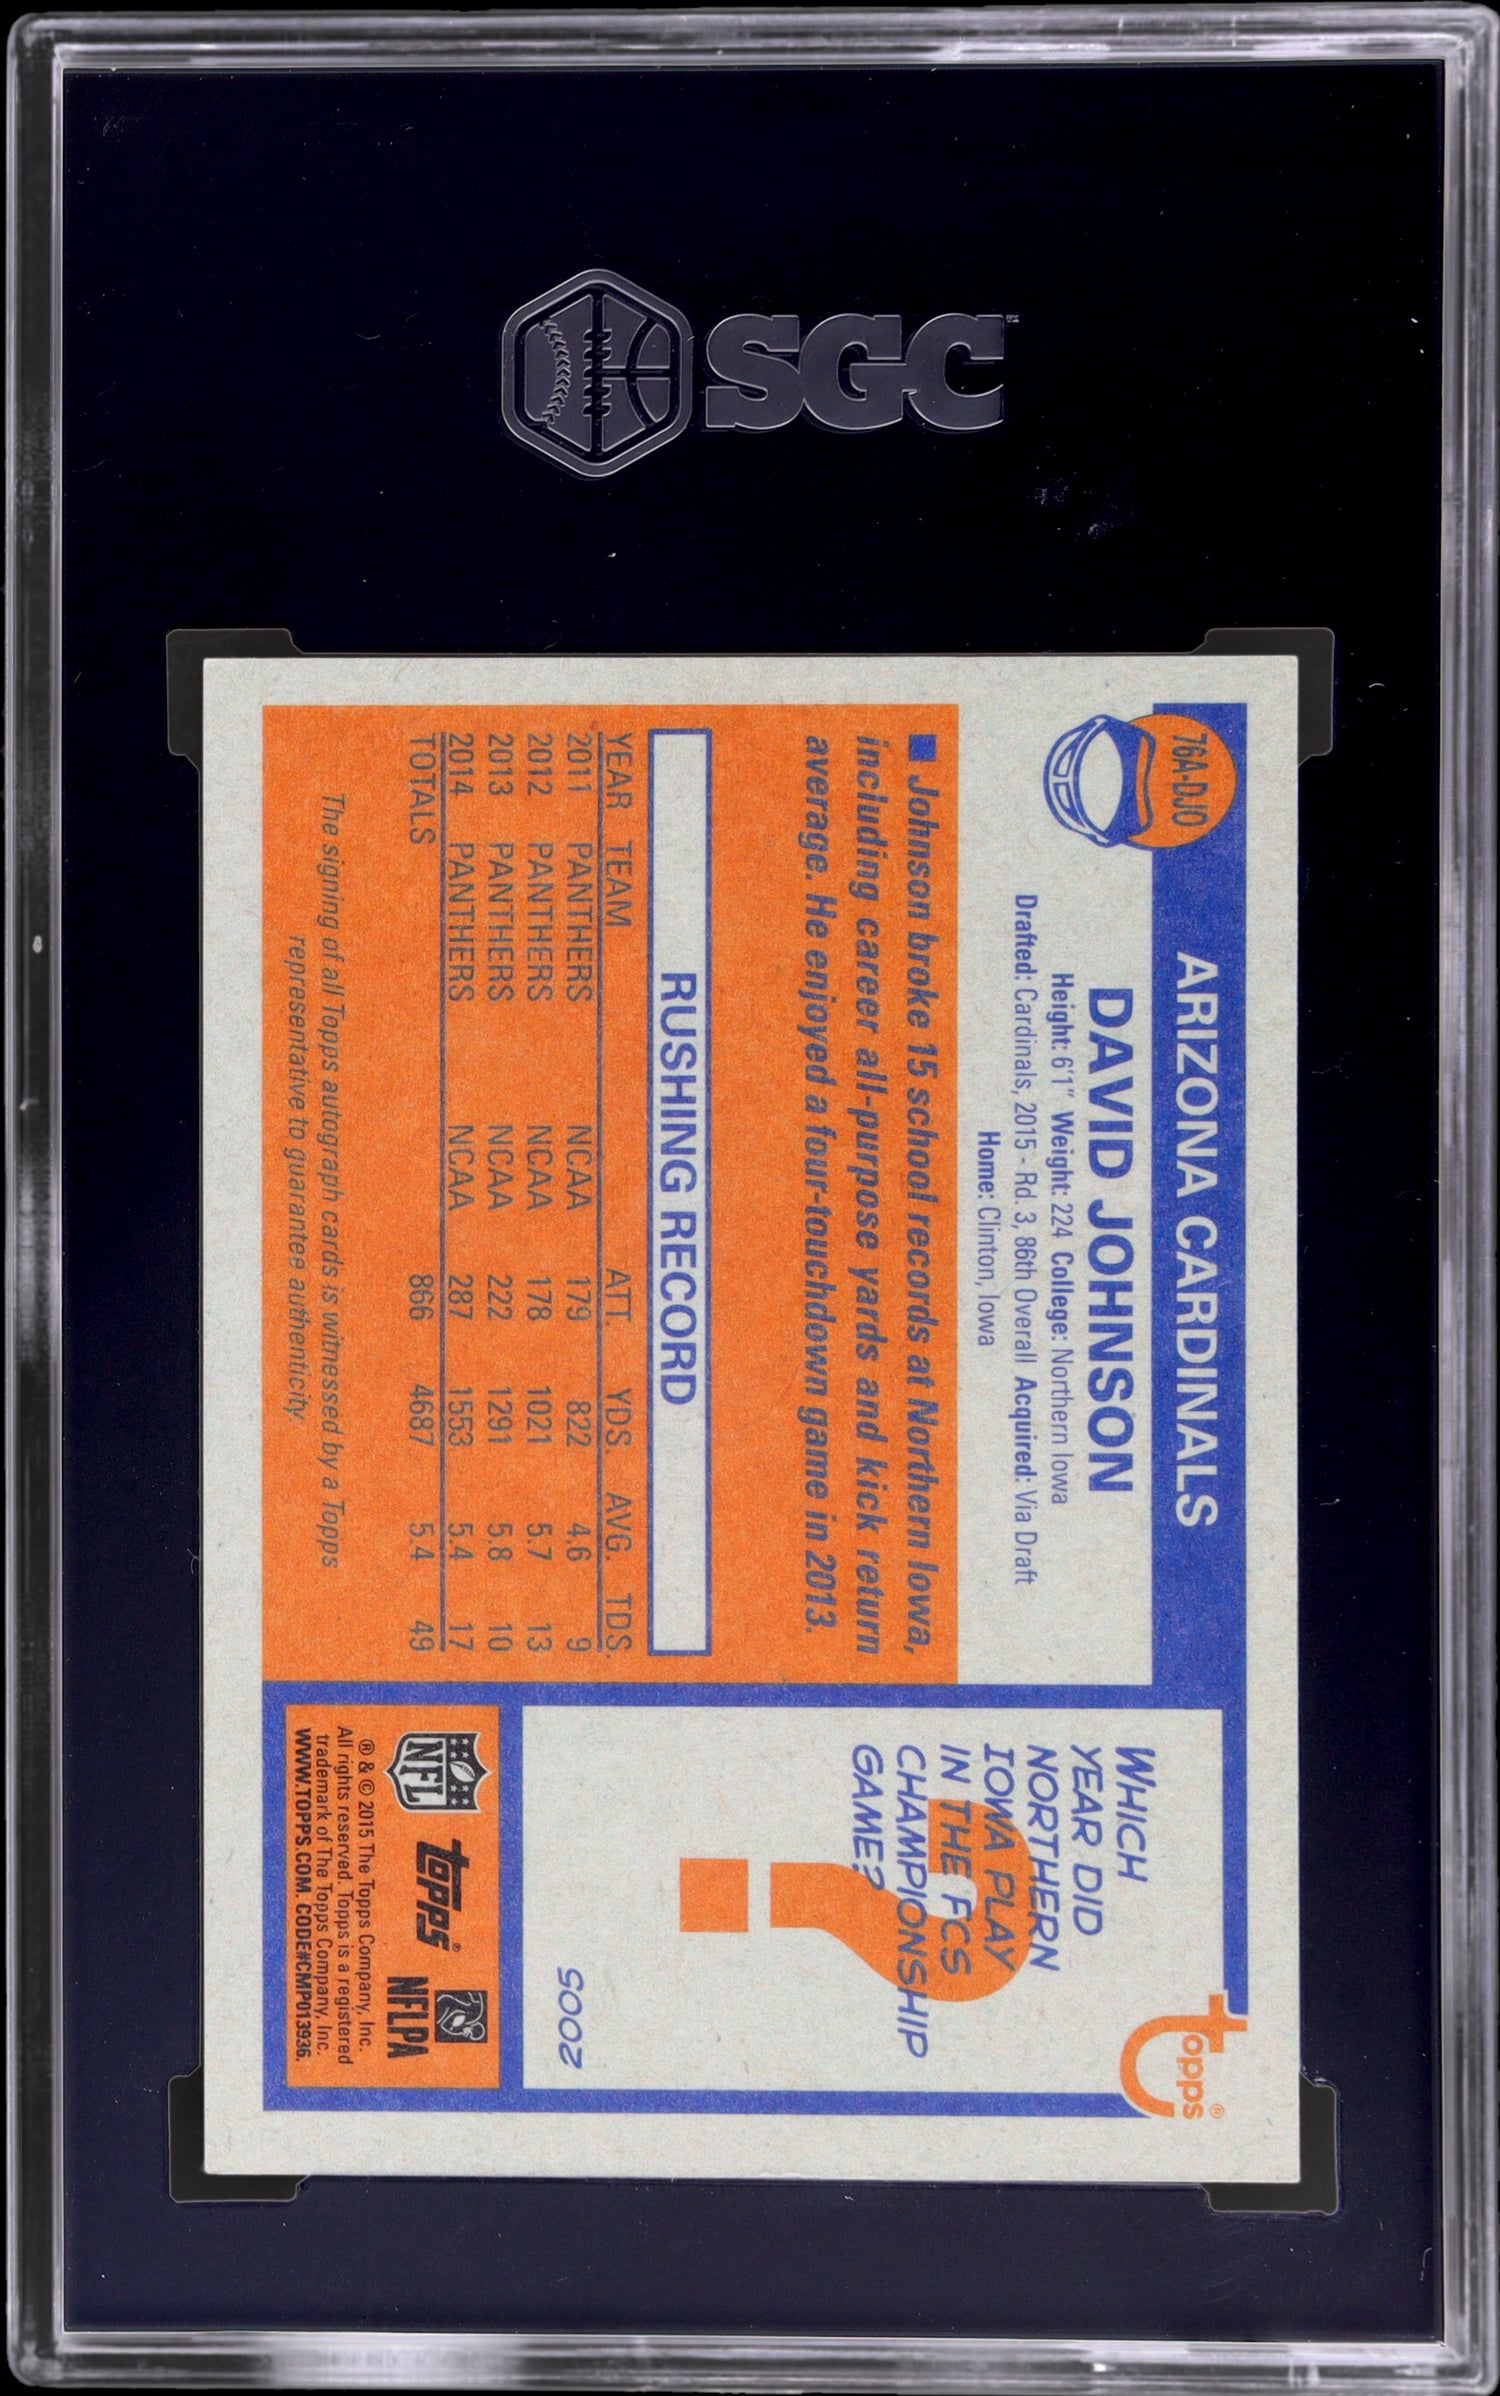 SGC
TM
76A-DJO
ARIZONA CARDINALS
DAVID JOHNSON
Height: 6'1" Weight: 224 College: Northern Iowa
Drafted: Cardinals, 2015 - Rd. 3, 86th Overall Acquired: Via Draft
Home: Clinton, Iowa
■ Johnson broke 15 school records at Northern Iowa,
including career all-purpose yards and kick return
average. He enjoyed a four-touchdown game in 2013.
RUSHING RECORD
YEAR TEAM ATT. YDS. AVG. TDS.
2011 PANTHERS NCAA 179 822 4.6 9
2012 PANTHERS NCAA 178 1021 5.7 13
2013 PANTHERS NCAA 222 1291 5.8 10
2014 PANTHERS NCAA 287 1553 5.4 17
TOTALS 866 4687 5.4 49
The signing of all Topps autograph cards is witnessed by a Topps
representative to guarantee authenticity.
topps®
WHICH
YEAR DID
NORTHERN
IOWA PLAY
IN THE FCS
CHAMPIONSHIP
GAME?
?
2005
NFL
topps®
NFLPA
® & © 2015 The Topps Company, Inc.
All rights reserved. Topps is a registered
trademark of The Topps Company, Inc.
WWW.TOPPS.COM. CODE#CMP013936.